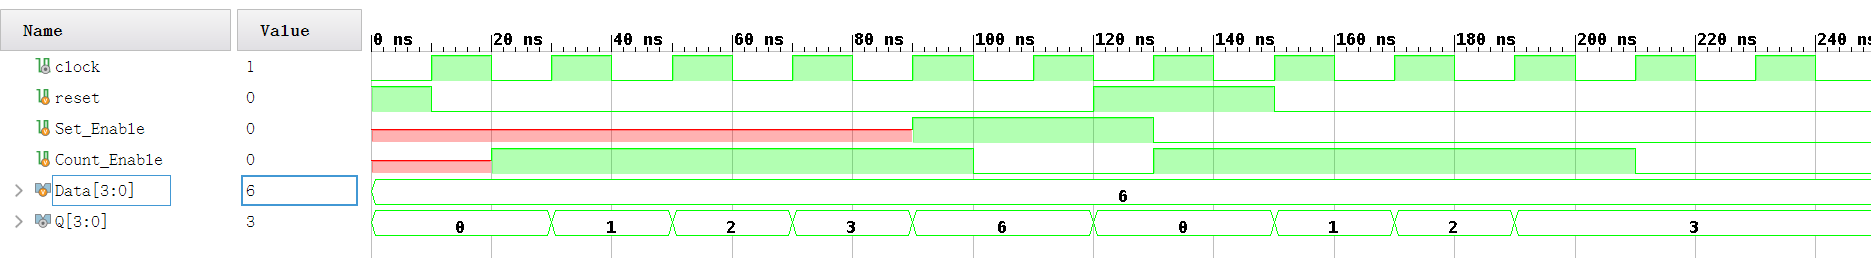 Name Value 0 ns 20 ns 40 ns 60 ns 80 ns 100 ns 120 ns 140 ns 160 ns 180 ns 200 ns 220 ns 240 ns
clock 1
reset 0
Set_Enable 0
Count_Enable 0
Data[3:0] 6 6
Q[3:0] 3 0 1 2 3 6 0 1 2 3